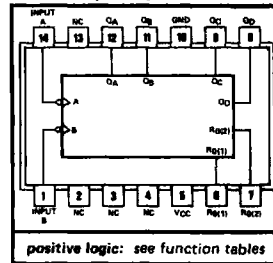 INPUT A NC QA QB GND QC QD
14 13 12 11 10 9 8
QA QB QC
A QD
B R0(2)
R0(1)
1 2 3 4 5 6 7
INPUT B NC NC NC VCC R0(1) R0(2)
positive logic: see function tables